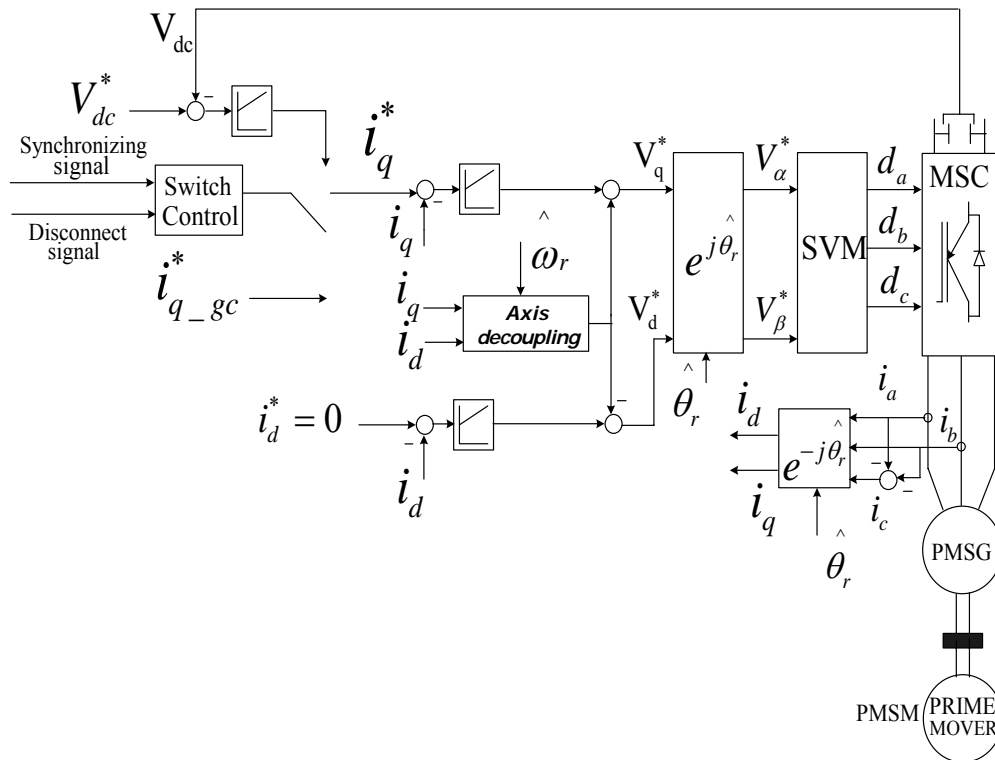 V_dc
V*_dc
Synchronizing
signal
Switch
Control
Disconnect
signal
i*_q_gc
i*_q
i_q
ω̂_r
i_q
i_d
Axis
decoupling
i*_d = 0
i_d
V*_q
V*_d
e^jθ̂_r
θ̂_r
V*_α
V*_β
SVM
d_a
d_b
d_c
MSC
i_a
i_b
i_c
i_d
i_q
e^-jθ̂_r
θ̂_r
PMSG
PMSM
PRIME
MOVER